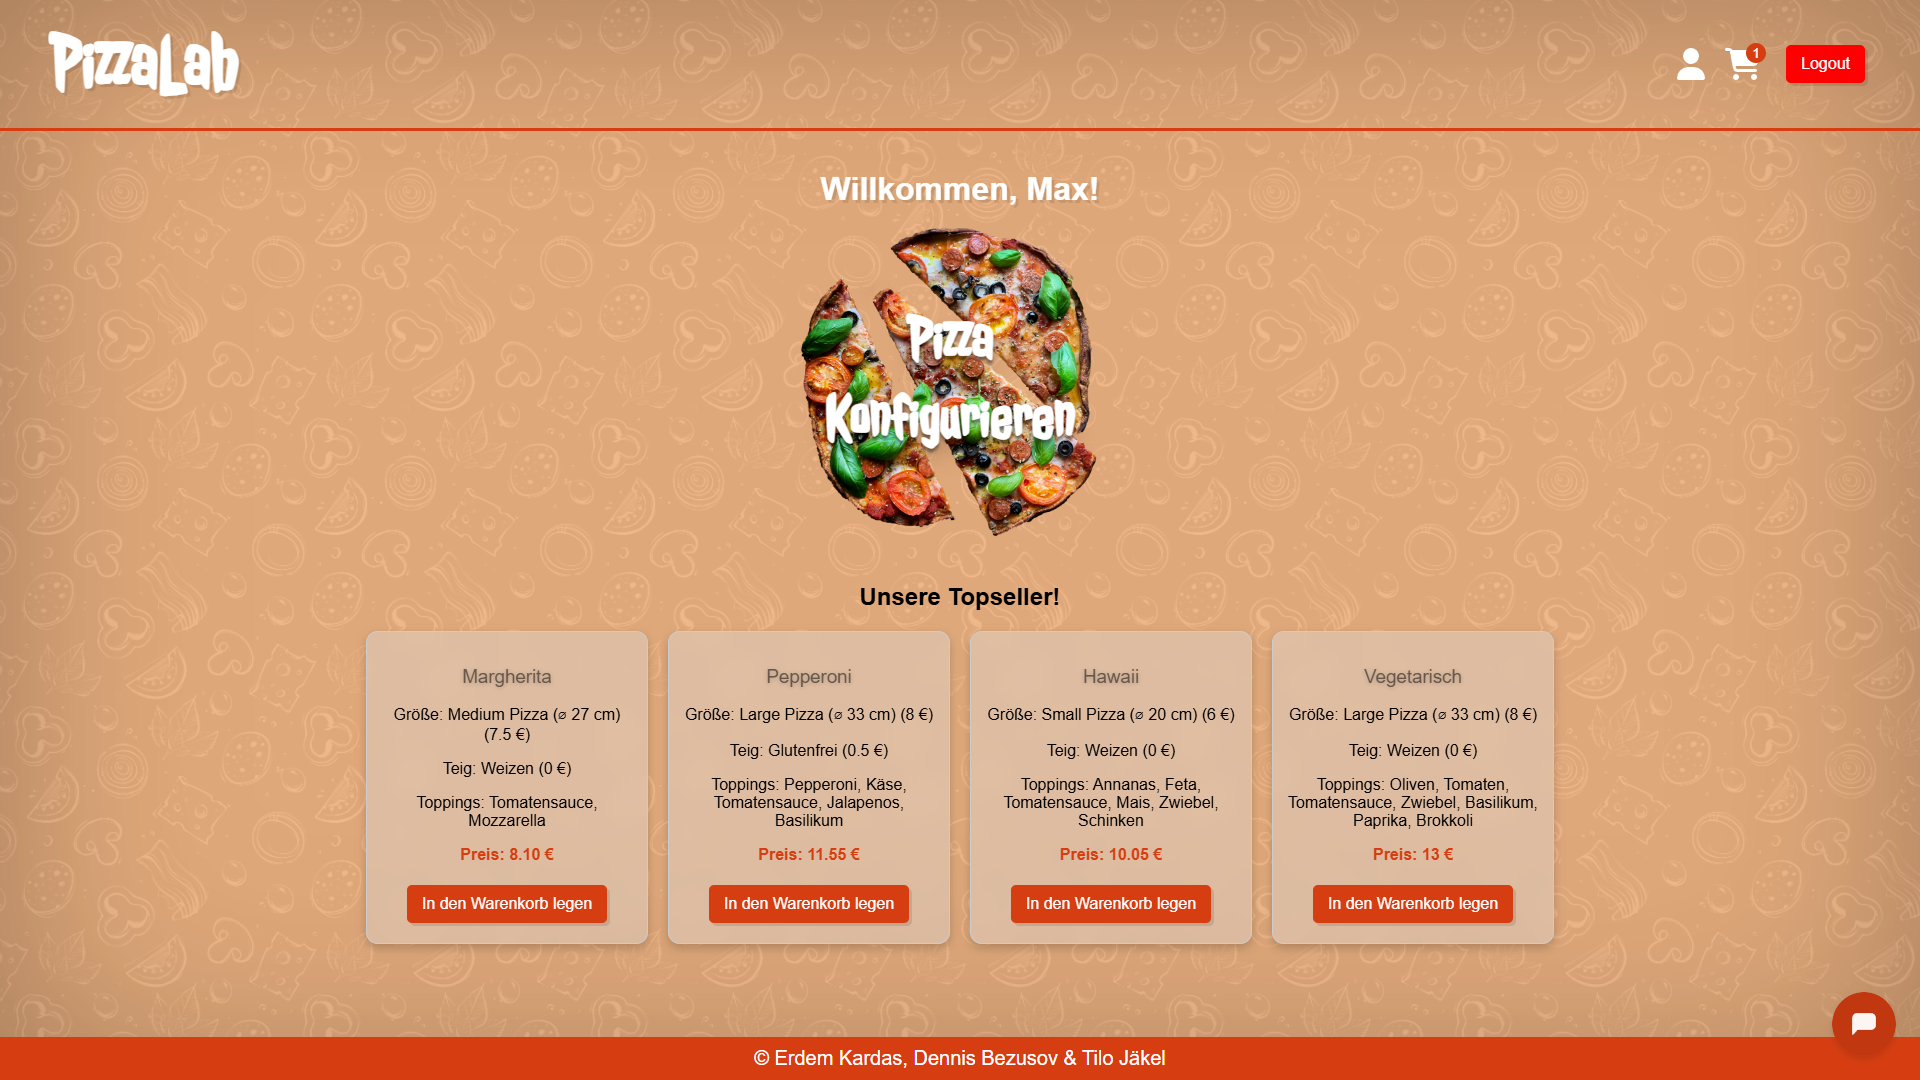 PizzaLab
1
Logout
Willkommen, Max!
Pizza
Konfigurieren
Unsere Topseller!
Margherita
Größe: Medium Pizza (⌀ 27 cm)
(7.5 €)
Teig: Weizen (0 €)
Toppings: Tomatensauce,
Mozzarella
Preis: 8.10 €
In den Warenkorb legen
Pepperoni
Größe: Large Pizza (⌀ 33 cm) (8 €)
Teig: Glutenfrei (0.5 €)
Toppings: Pepperoni, Käse,
Tomatensauce, Jalapenos,
Basilikum
Preis: 11.55 €
In den Warenkorb legen
Hawaii
Größe: Small Pizza (⌀ 20 cm) (6 €)
Teig: Weizen (0 €)
Toppings: Annanas, Feta,
Tomatensauce, Mais, Zwiebel,
Schinken
Preis: 10.05 €
In den Warenkorb legen
Vegetarisch
Größe: Large Pizza (⌀ 33 cm) (8 €)
Teig: Weizen (0 €)
Toppings: Oliven, Tomaten,
Tomatensauce, Zwiebel, Basilikum,
Paprika, Brokkoli
Preis: 13 €
In den Warenkorb legen
© Erdem Kardas, Dennis Bezusov & Tilo Jäkel